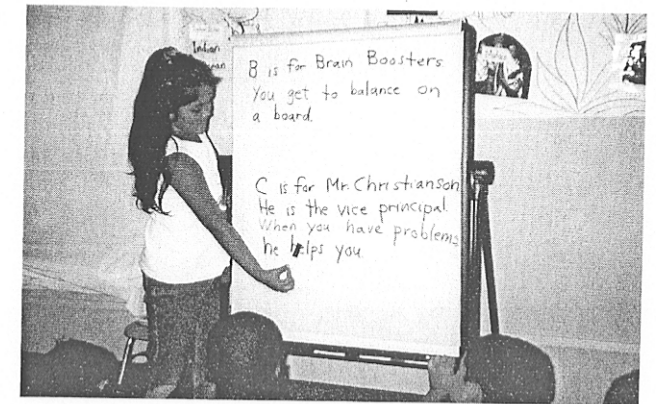 Indian
B is for Brain Boosters
You get to balance on
a board.
C is for Mr. Christianson
He is the vice principal.
When you have problems
he helps you.